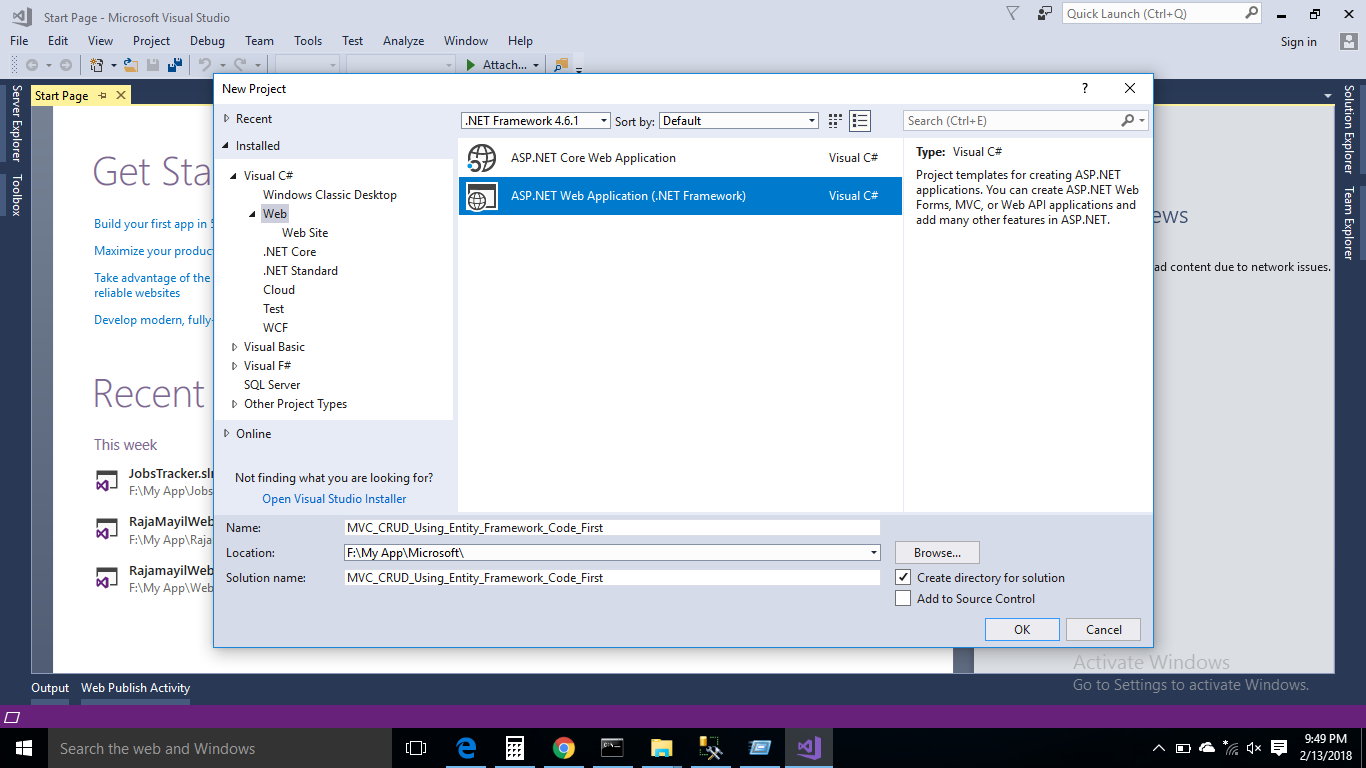 Start Page - Microsoft Visual Studio
Quick Launch (Ctrl+Q)
File Edit View Project Debug Team Tools Test Analyze Window Help
Sign in
Attach...
Server Explorer
Toolbox
Start Page
Solution Explorer
Team Explorer
Get Sta
Build your first app in 5
Maximize your produc
Take advantage of the
reliable websites
Develop modern, fully-
Recent
This week
JobsTracker.sln
F:\My App\Jobs
RajaMayilWeb
F:\My App\Raja
RajamayilWeb
F:\My App\Web
ews
ad content due to network issues.
New Project
?
Recent
Installed
Visual C#
Windows Classic Desktop
Web
Web Site
.NET Core
.NET Standard
Cloud
Test
WCF
Visual Basic
Visual F#
SQL Server
Other Project Types
Online
Not finding what you are looking for?
Open Visual Studio Installer
.NET Framework 4.6.1 Sort by: Default
Search (Ctrl+E)
ASP.NET Core Web Application Visual C#
ASP.NET Web Application (.NET Framework) Visual C#
Type: Visual C#
Project templates for creating ASP.NET
applications. You can create ASP.NET Web
Forms, MVC, or Web API applications and
add many other features in ASP.NET.
Name: MVC_CRUD_Using_Entity_Framework_Code_First
Location: F:\My App\Microsoft\ Browse...
Solution name: MVC_CRUD_Using_Entity_Framework_Code_First
Create directory for solution
Add to Source Control
OK Cancel
Activate Windows
Go to Settings to activate Windows.
Output Web Publish Activity
Search the web and Windows
9:49 PM
2/13/2018